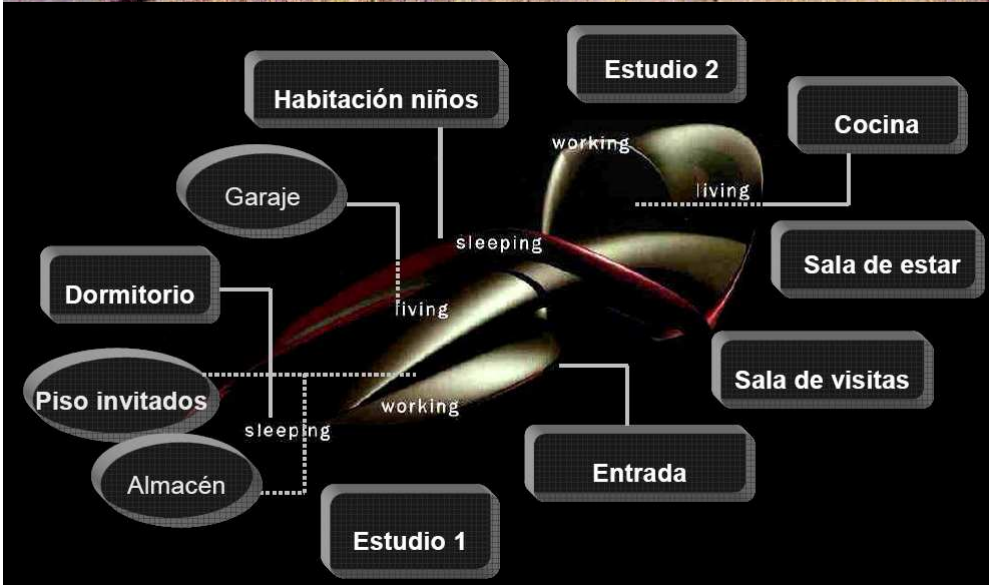 Estudio 2
Habitación niños
Cocina
working
Garaje
living
sleeping
Sala de estar
Dormitorio
living
Sala de visitas
Piso invitados
working
sleeping
Entrada
Almacén
Estudio 1